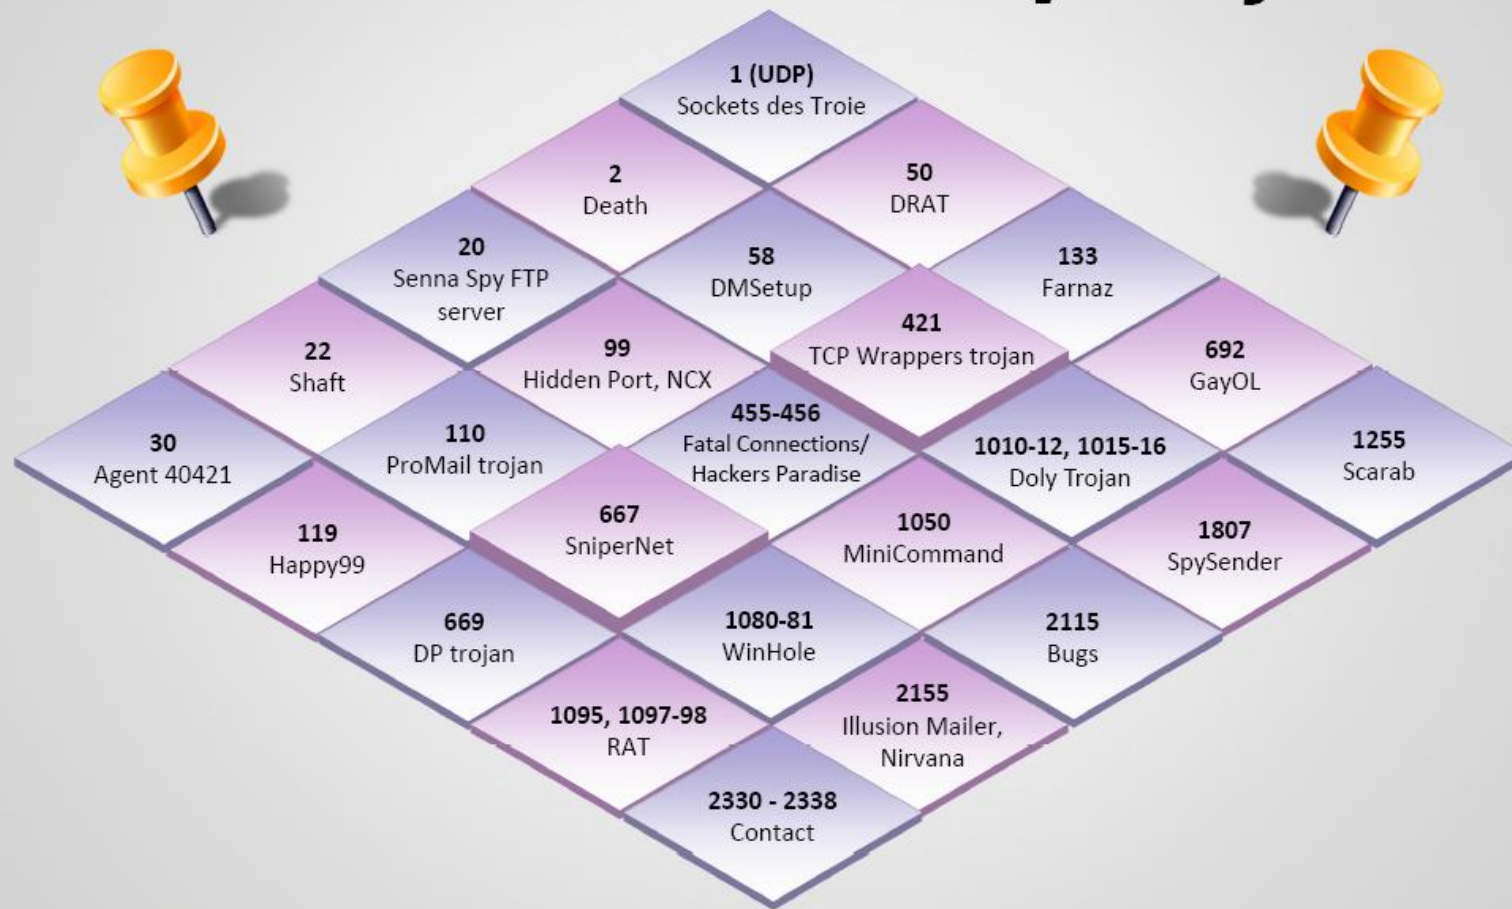 1 (UDP)
Sockets des Troie
2
Death
50
DRAT
20
Senna Spy FTP
server
58
DMSetup
133
Farnaz
22
Shaft
99
Hidden Port, NCX
421
TCP Wrappers trojan
692
GayOL
30
Agent 40421
110
ProMail trojan
455-456
Fatal Connections/
Hackers Paradise
1010-12, 1015-16
Doly Trojan
1255
Scarab
119
Happy99
667
SniperNet
1050
MiniCommand
1807
SpySender
669
DP trojan
1080-81
WinHole
2115
Bugs
1095, 1097-98
RAT
2155
Illusion Mailer,
Nirvana
2330 - 2338
Contact